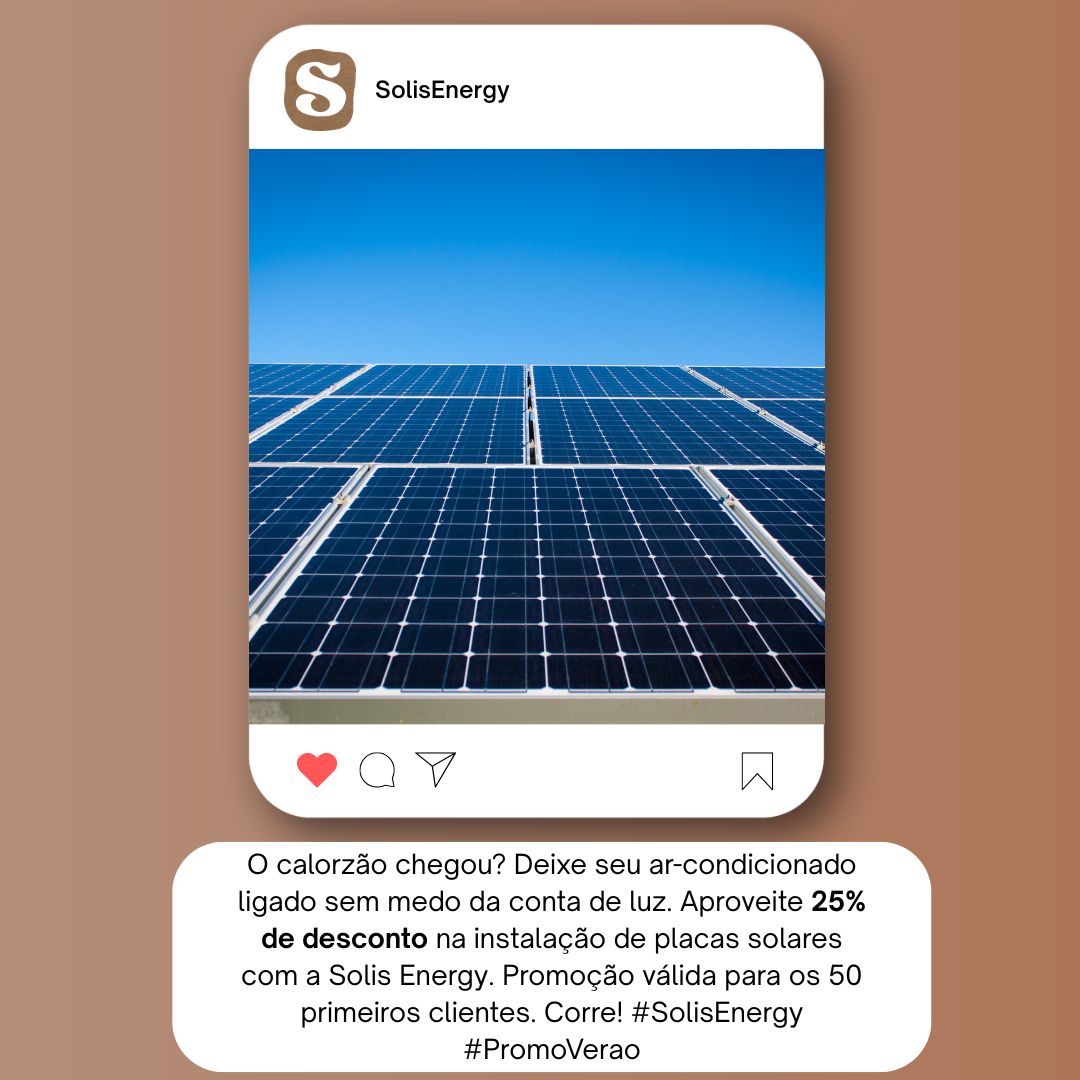 S
SolisEnergy
O calorzão chegou? Deixe seu ar-condicionado
ligado sem medo da conta de luz. Aproveite 25%
de desconto na instalação de placas solares
com a Solis Energy. Promoção válida para os 50
primeiros clientes. Corre! #SolisEnergy
#PromoVerao